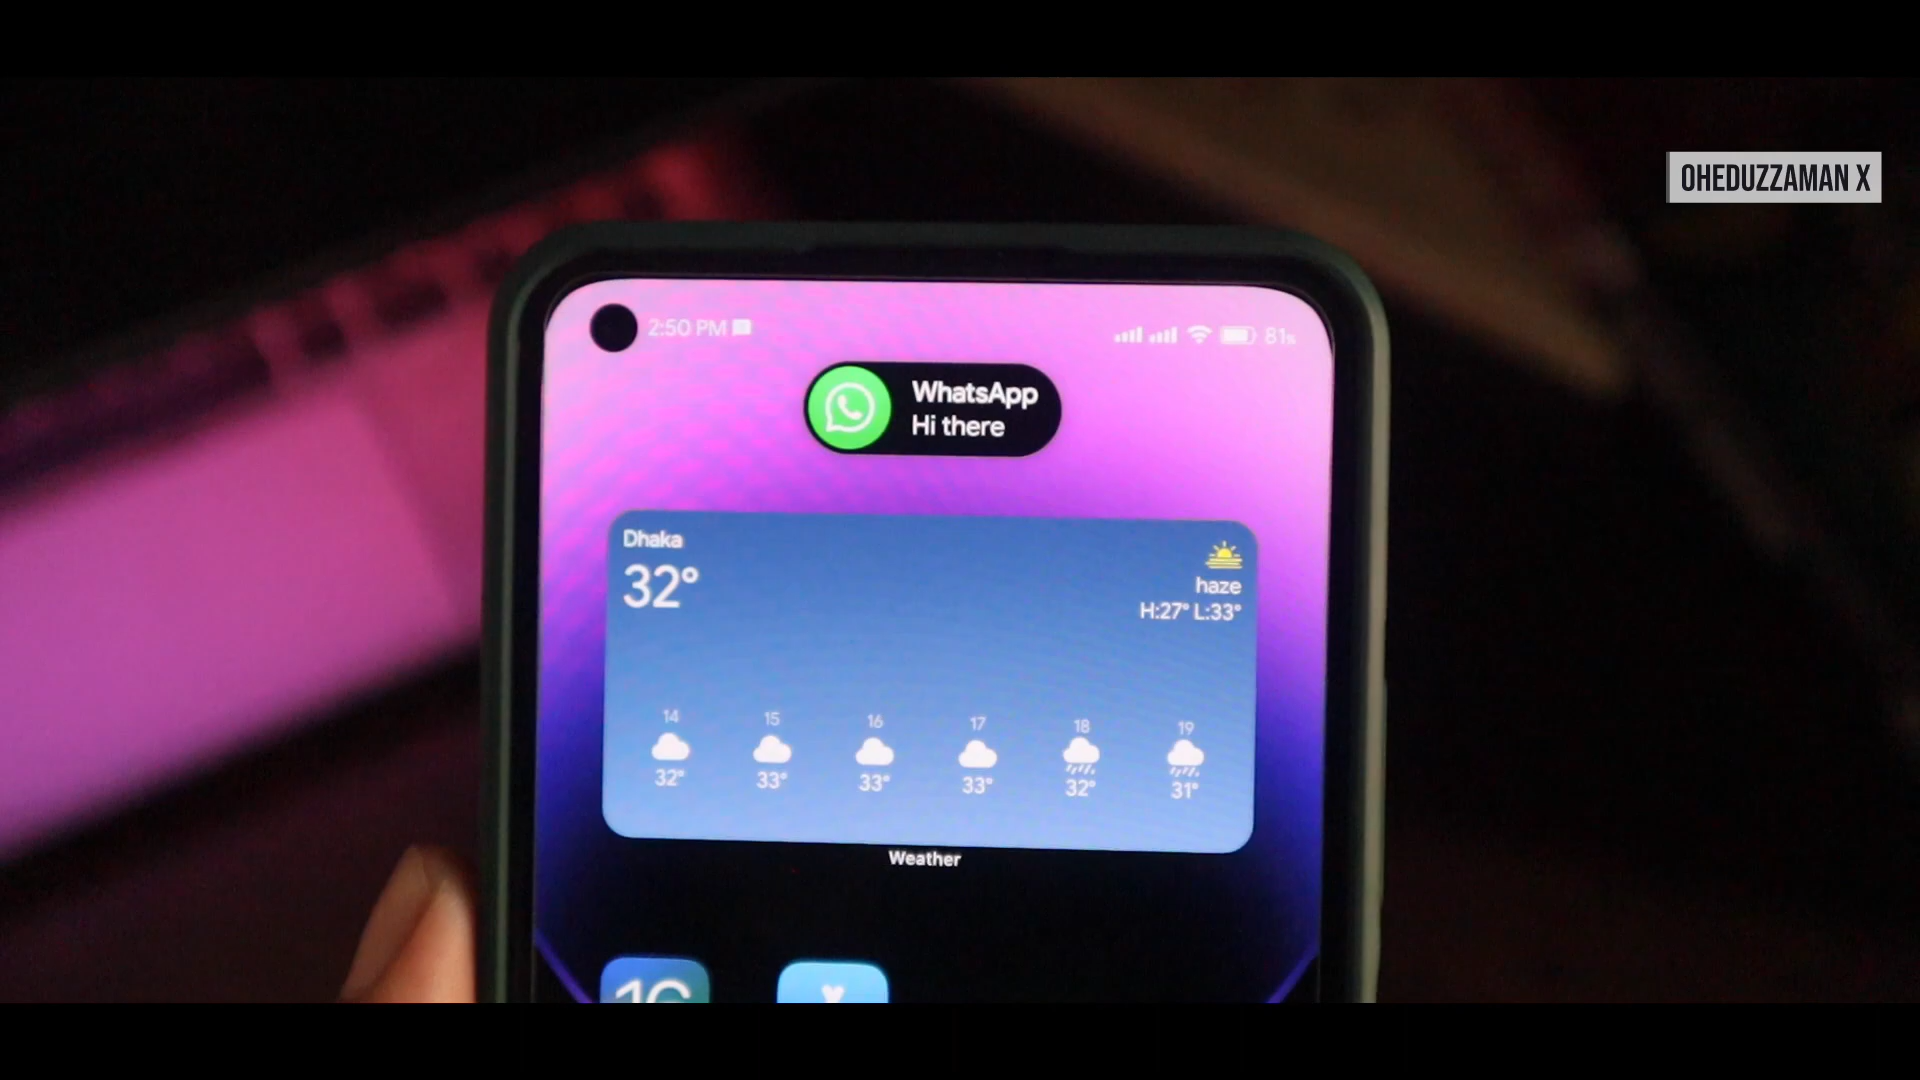 OHEDUZZAMAN X
2:50 PM
81%
WhatsApp
Hi there
Dhaka
32°
haze
H:27° L:33°
14 15 16 17 18 19
32° 33° 33° 33° 32° 31°
Weather